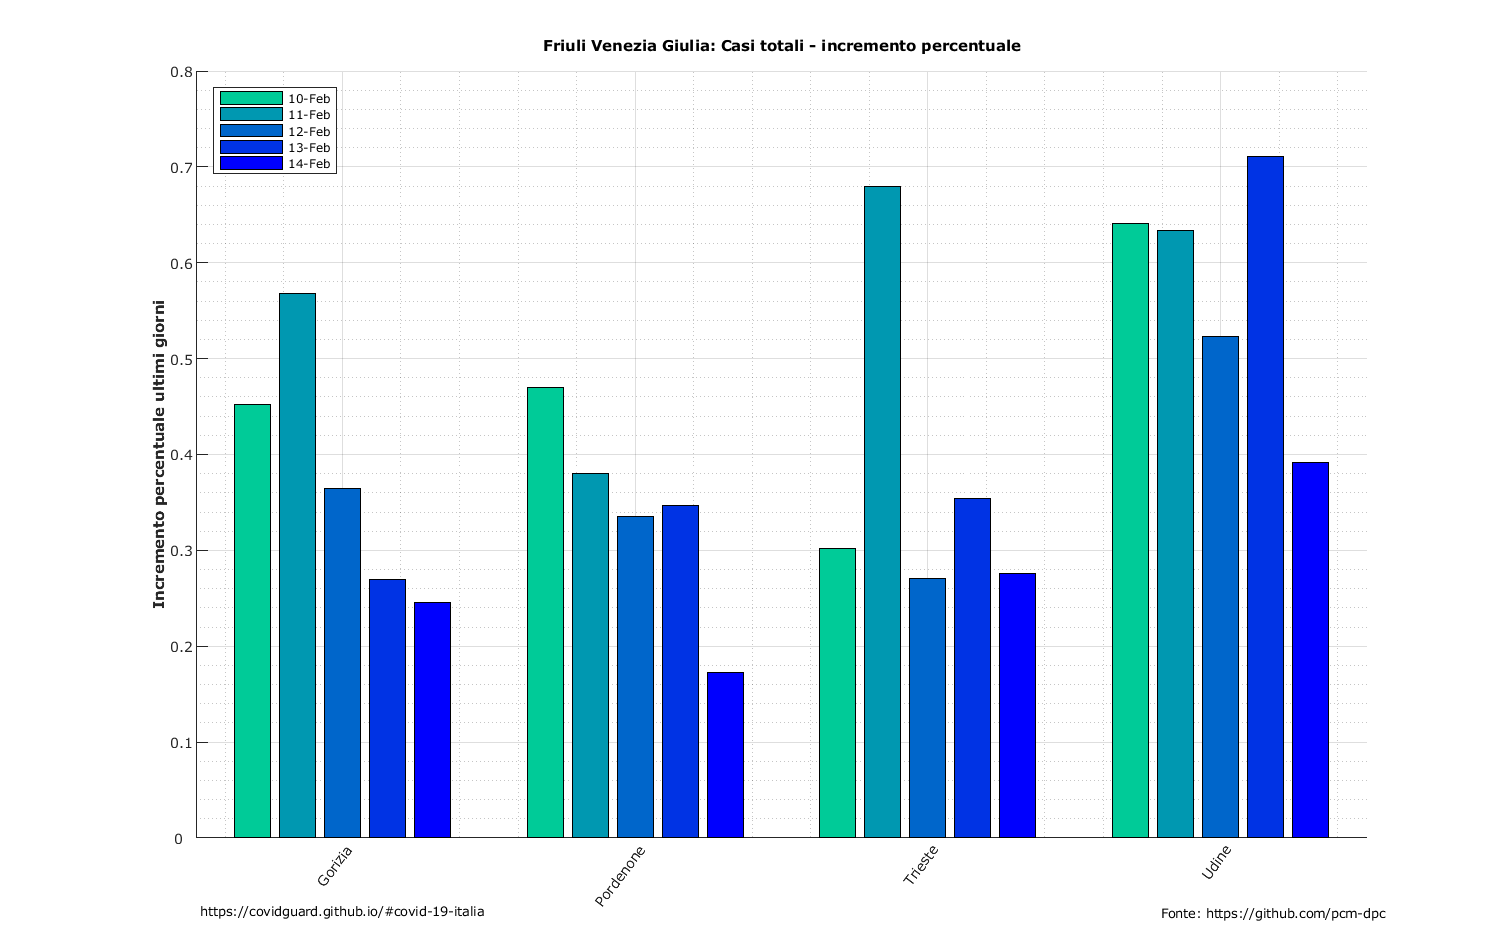 Friuli Venezia Giulia: Casi totali - incremento percentuale
0.8
0.7
0.6
0.5
0.4
0.3
0.2
0.1
0
Incremento percentuale ultimi giorni
10-Feb
11-Feb
12-Feb
13-Feb
14-Feb
Gorizia
Pordenone
Trieste
Udine
https://covidguard.github.io/#covid-19-italia
Fonte: https://github.com/pcm-dpc